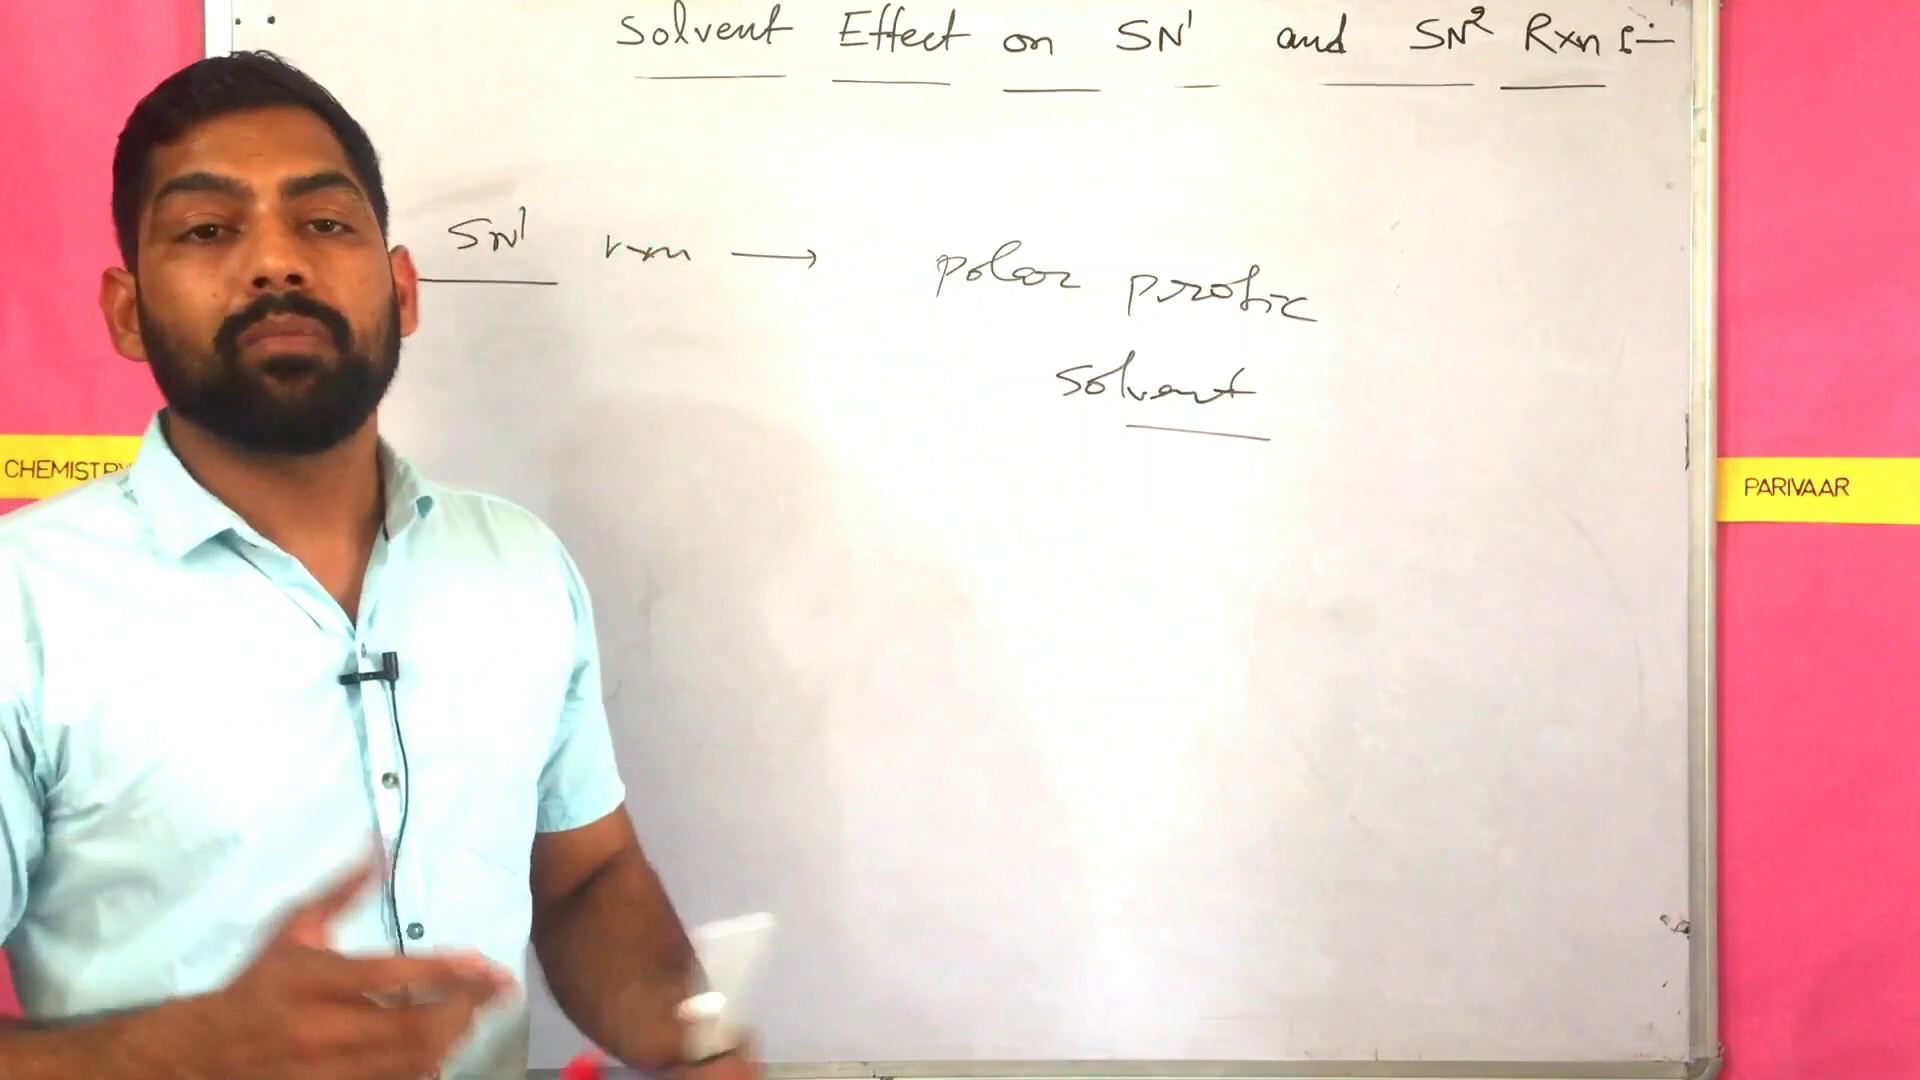 Solvent Effect on SN¹ and SN² Rxn :-
SN¹ rxn → polar protic
solvent
CHEMISTRY
PARIVAAR